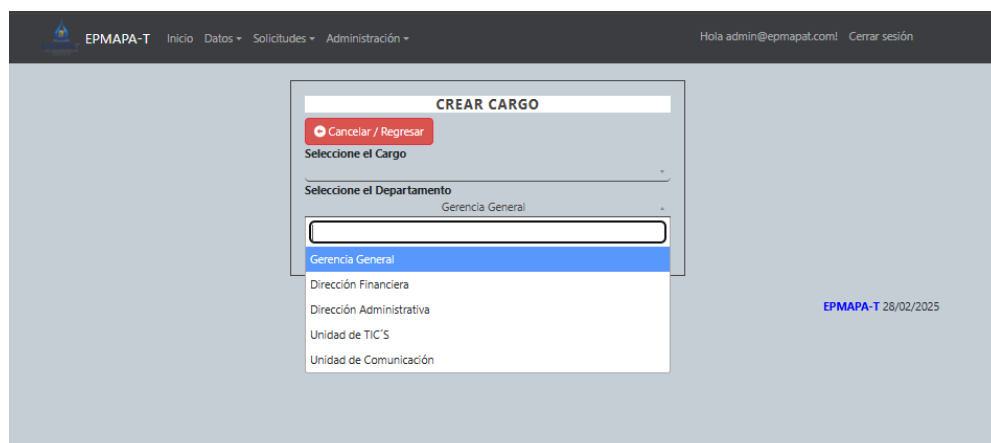 EPMAPA-T Inicio Datos Solicitudes Administración Hola admin@epmapat.com! Cerrar sesión
CREAR CARGO
Cancelar / Regresar
Seleccione el Cargo
Seleccione el Departamento
Gerencia General
Gerencia General
Dirección Financiera
Dirección Administrativa
Unidad de TIC´S
Unidad de Comunicación
EPMAPA-T 28/02/2025